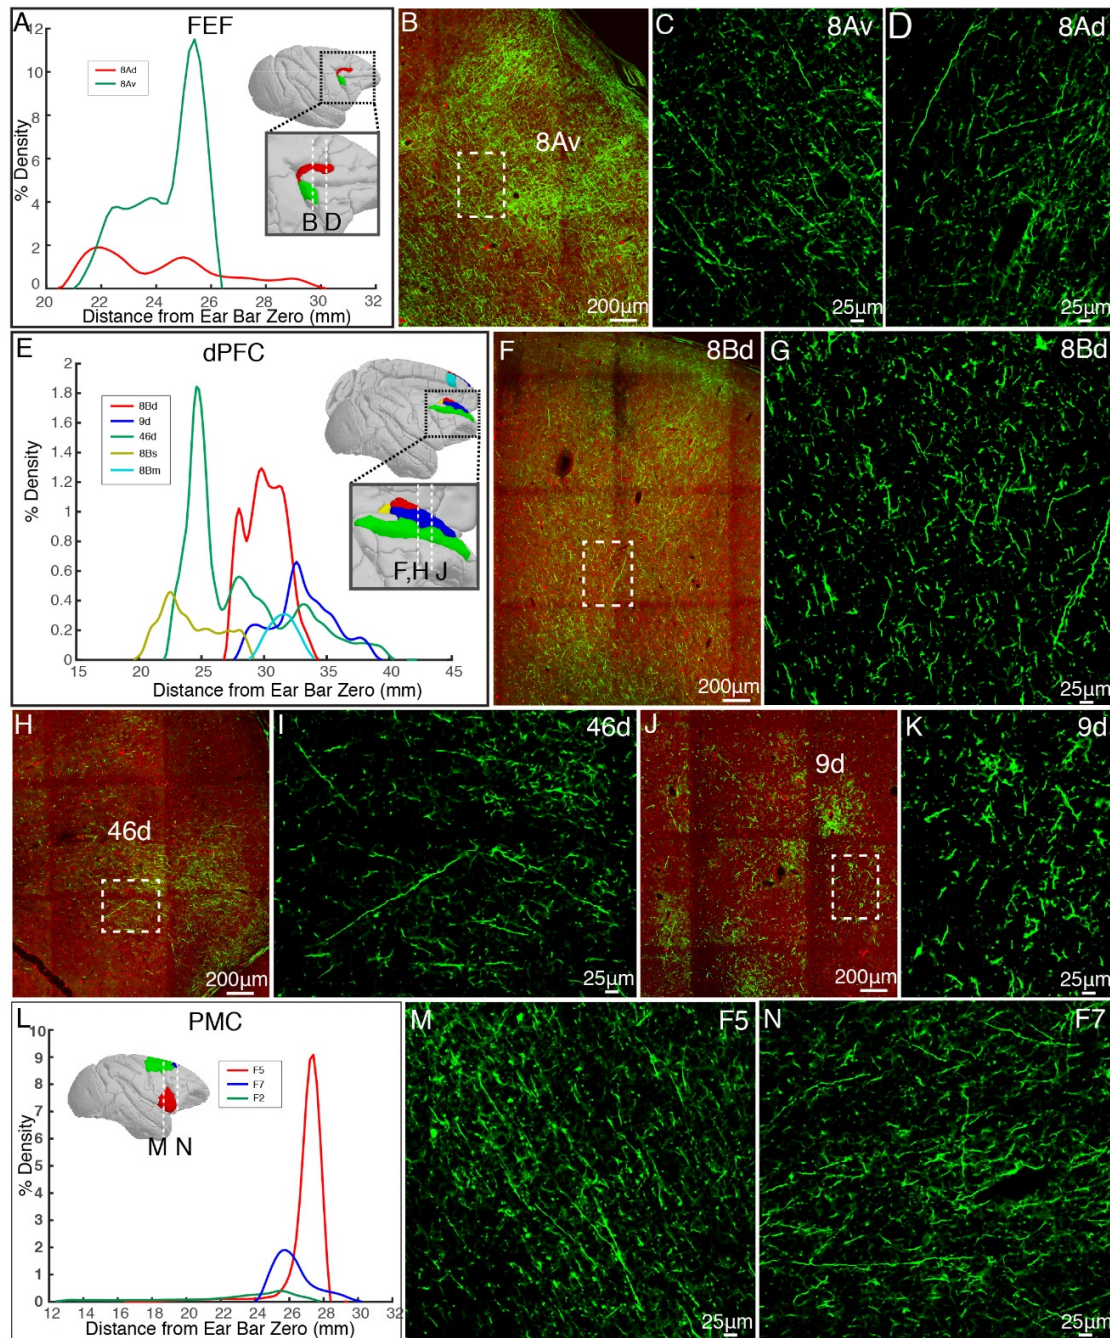 A
FEF
12
10
8
6
4
2
0
% Density
8Ad
8Av
B D
20 22 24 26 28 30 32
Distance from Ear Bar Zero (mm)
B
8Av
200µm
C
8Av
25µm
D
8Ad
25µm
E
dPFC
2
1.8
1.6
1.4
1.2
1
0.8
0.6
0.4
0.2
0
% Density
8Bd
9d
46d
8Bs
8Bm
F,H J
15 20 25 30 35 40 45
Distance from Ear Bar Zero (mm)
F
8Bd
200µm
G
8Bd
25µm
H
46d
200µm
I
46d
25µm
J
9d
200µm
K
9d
25µm
L
PMC
10
9
8
7
6
5
4
3
2
1
0
% Density
F5
F7
F2
M N
12 14 16 18 20 22 24 26 28 30 32
Distance from Ear Bar Zero (mm)
M
F5
25µm
N
F7
25µm